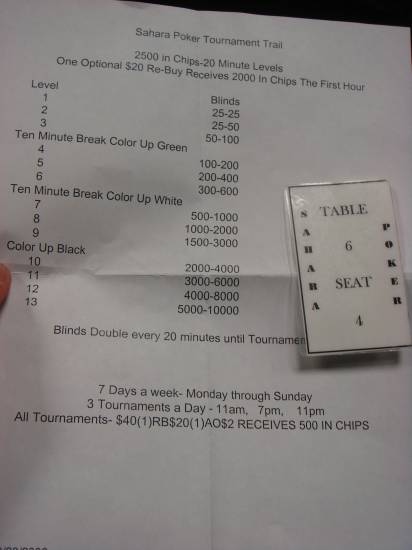 Sahara Poker Tournament Trail
2500 in Chips-20 Minute Levels
One Optional $20 Re-Buy Receives 2000 In Chips The First Hour
Level Blinds
1 25-25
2 25-50
3 50-100
Ten Minute Break Color Up Green
4 100-200
5 200-400
6 300-600
Ten Minute Break Color Up White
7 500-1000
8 1000-2000
9 1500-3000
Color Up Black
10 2000-4000
11 3000-6000
12 4000-8000
13 5000-10000
Blinds Double every 20 minutes until Tournamen
7 Days a week- Monday through Sunday
3 Tournaments a Day - 11am, 7pm, 11pm
All Tournaments- $40(1)RB$20(1)AO$2 RECEIVES 500 IN CHIPS
SAHARA
TABLE
6
SEAT
4
POKER